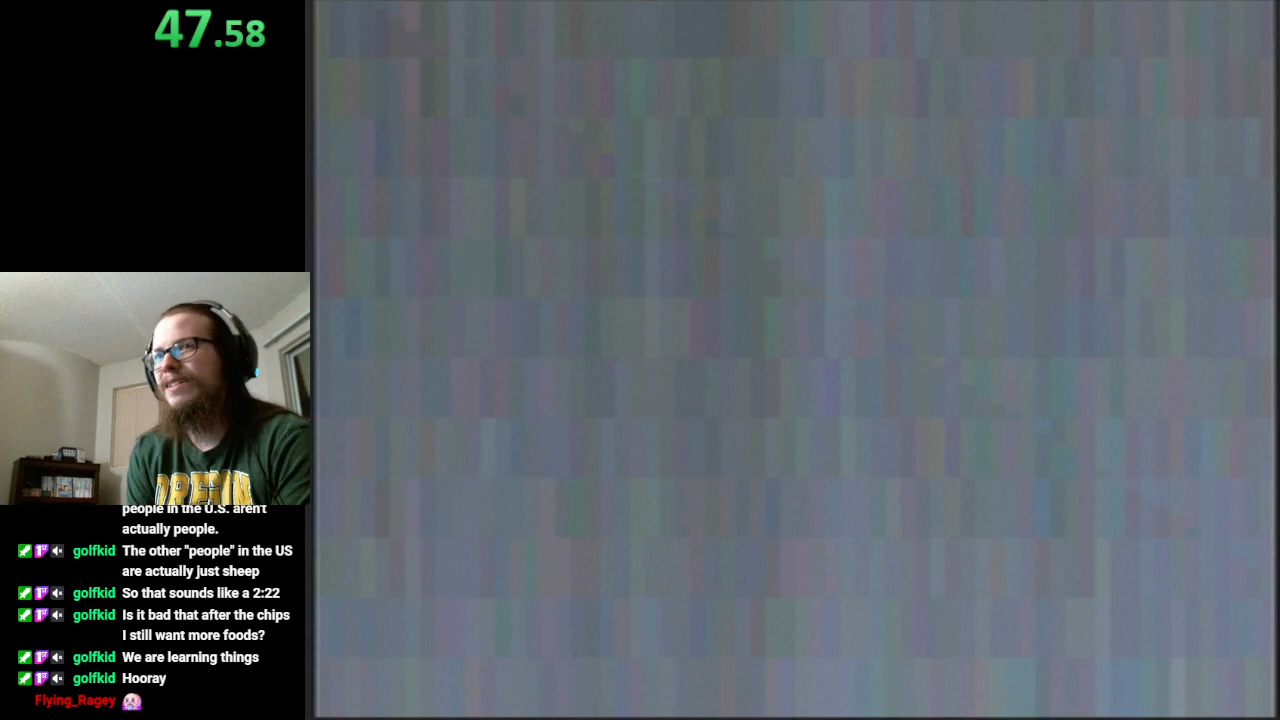 47.58
OREGON
people in the U.S. aren't
actually people.
golfkid The other "people" in the US
are actually just sheep
golfkid So that sounds like a 2:22
golfkid Is it bad that after the chips
I still want more foods?
golfkid We are learning things
golfkid Hooray
Flying_Ragey